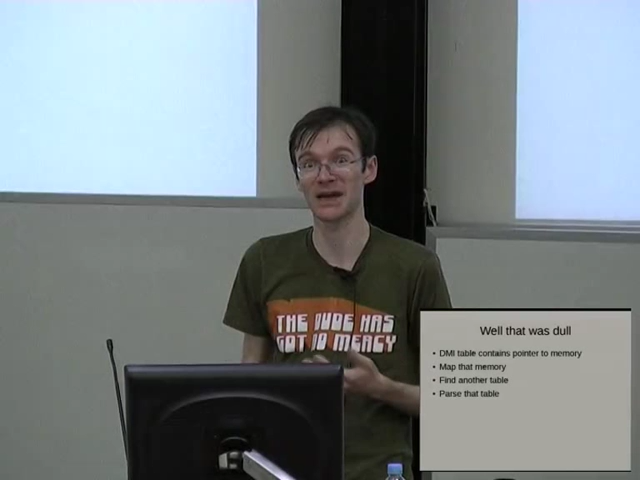 THE DUDE HAS
GOT NO MERCY
Well that was dull
• DMI table contains pointer to memory
• Map that memory
• Find another table
• Parse that table